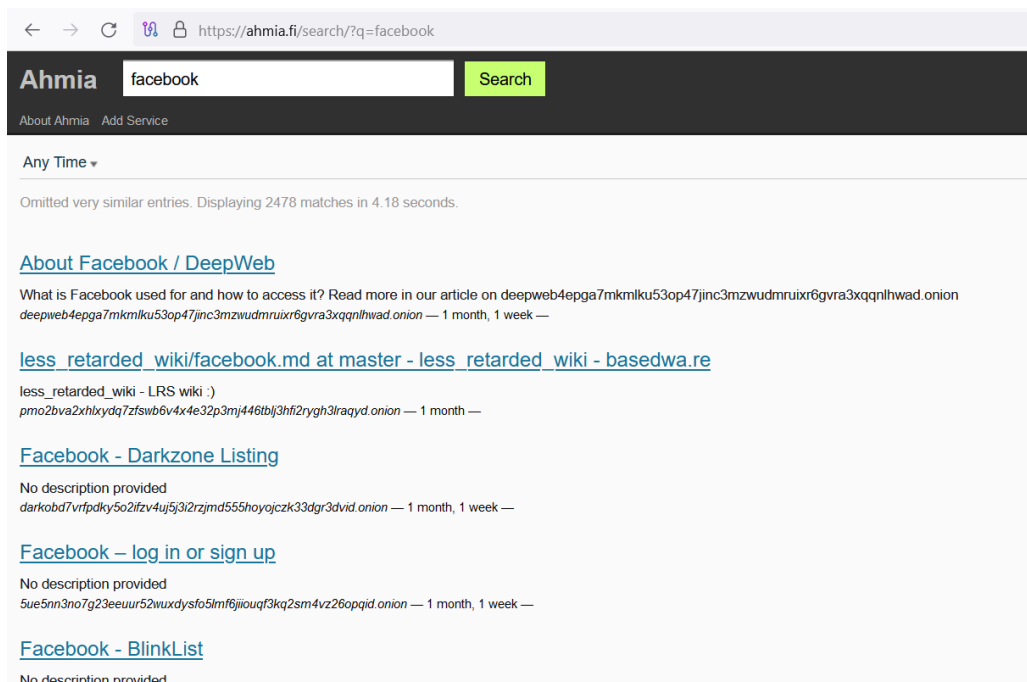 https://ahmia.fi/search/?q=facebook
Ahmia
facebook
Search
About Ahmia Add Service
Any Time
Omitted very similar entries. Displaying 2478 matches in 4.18 seconds.
About Facebook / DeepWeb
What is Facebook used for and how to access it? Read more in our article on deepweb4epga7mkmlku53op47jinc3mzwudmruixr6gvra3xqqnlhwad.onion
deepweb4epga7mkmlku53op47jinc3mzwudmruixr6gvra3xqqnlhwad.onion — 1 month, 1 week —
less_retarded_wiki/facebook.md at master - less_retarded_wiki - basedwa.re
less_retarded_wiki - LRS wiki :)
pmo2bva2xhlxydq7zfswb6v4x4e32p3mj446tblj3hfi2rygh3lraqyd.onion — 1 month —
Facebook - Darkzone Listing
No description provided
darkobd7vrfpdky5o2ifzv4uj5j3i2rzjmd555hoyojczk33dgr3dvid.onion — 1 month, 1 week —
Facebook – log in or sign up
No description provided
5ue5nn3no7g23eeuur52wuxdysfo5lmf6jiiouqf3kq2sm4vz26opqid.onion — 1 month, 1 week —
Facebook - BlinkList
No description provided